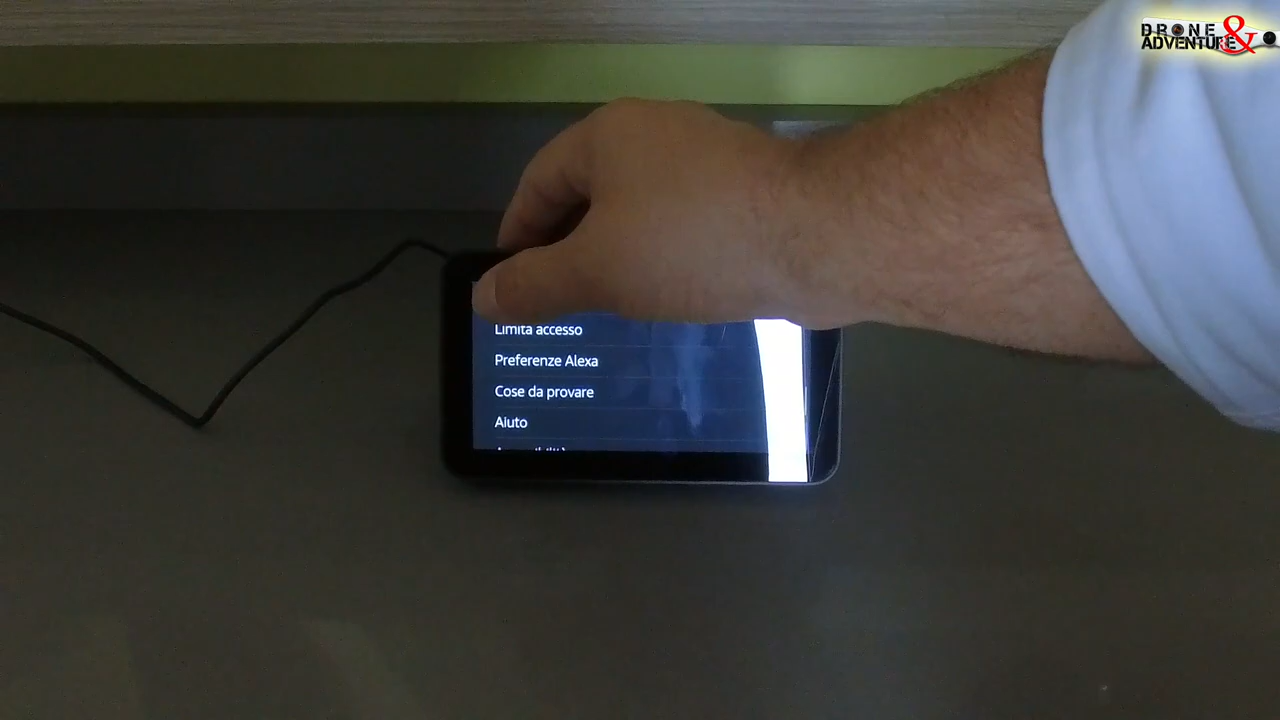 DRONE &
ADVENTURE
Limita accesso
Preferenze Alexa
Cose da provare
Aiuto